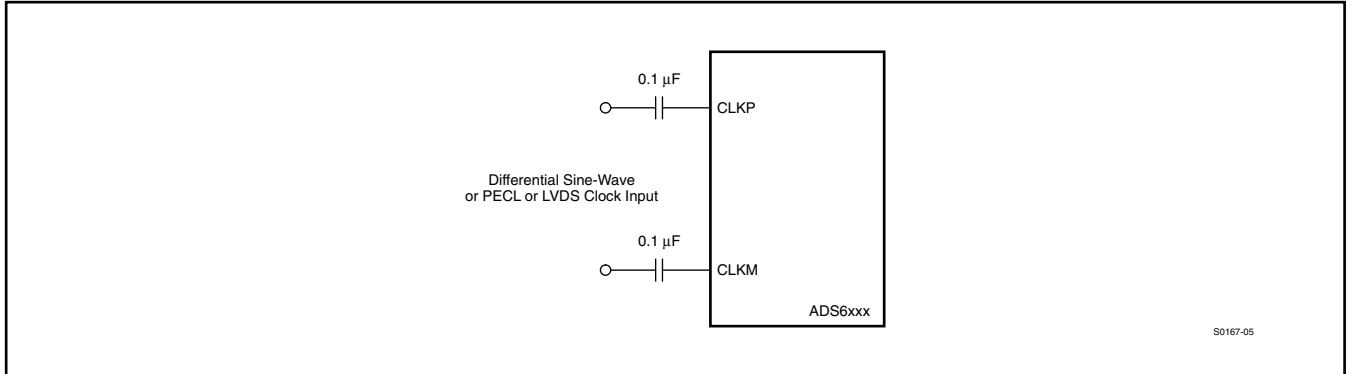 0.1 μF
CLKP
Differential Sine-Wave
or PECL or LVDS Clock Input
0.1 μF
CLKM
ADS6xxx
S0167-05